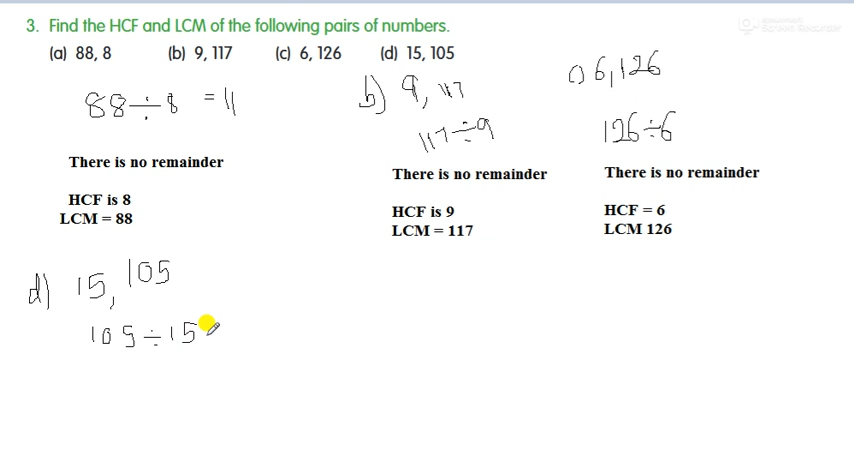 3. Find the HCF and LCM of the following pairs of numbers.
(a) 88, 8 (b) 9, 117 (c) 6, 126 (d) 15, 105
88 ÷ 8 = 11
There is no remainder
HCF is 8
LCM = 88
b) 9, 117
117 ÷ 9
There is no remainder
HCF is 9
LCM = 117
6, 126
126 ÷ 6
There is no remainder
HCF = 6
LCM 126
d) 15, 105
105 ÷ 15
Screen Recorder